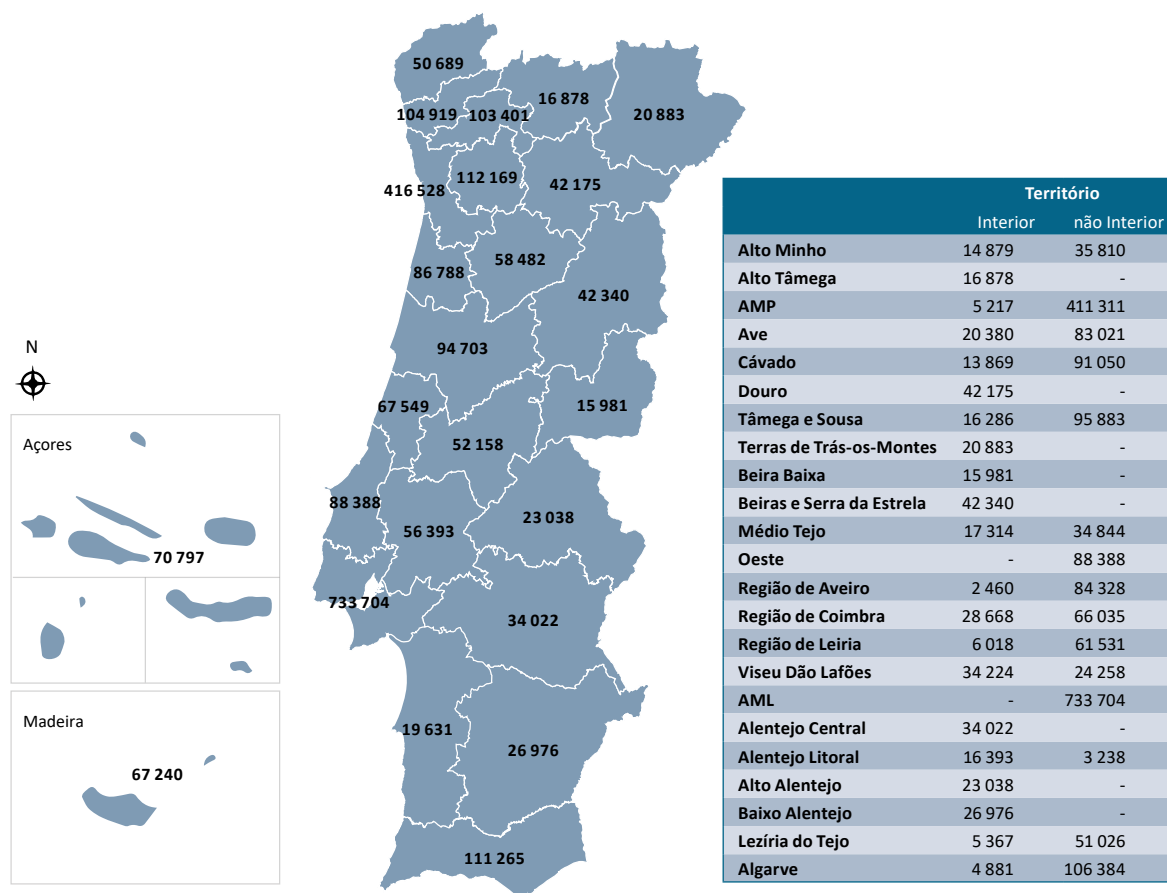 50 689
16 878
104 919
103 401
20 883
112 169
42 175
416 528
58 482
86 788
42 340
94 703
67 549
15 981
52 158
88 388
56 393
23 038
733 704
34 022
19 631
26 976
111 265
N
Açores
70 797
Madeira
67 240
Território
Interior não Interior
Alto Minho 14 879 35 810
Alto Tâmega 16 878 -
AMP 5 217 411 311
Ave 20 380 83 021
Cávado 13 869 91 050
Douro 42 175 -
Tâmega e Sousa 16 286 95 883
Terras de Trás-os-Montes 20 883 -
Beira Baixa 15 981 -
Beiras e Serra da Estrela 42 340 -
Médio Tejo 17 314 34 844
Oeste - 88 388
Região de Aveiro 2 460 84 328
Região de Coimbra 28 668 66 035
Região de Leiria 6 018 61 531
Viseu Dão Lafões 34 224 24 258
AML - 733 704
Alentejo Central 34 022 -
Alentejo Litoral 16 393 3 238
Alto Alentejo 23 038 -
Baixo Alentejo 26 976 -
Lezíria do Tejo 5 367 51 026
Algarve 4 881 106 384